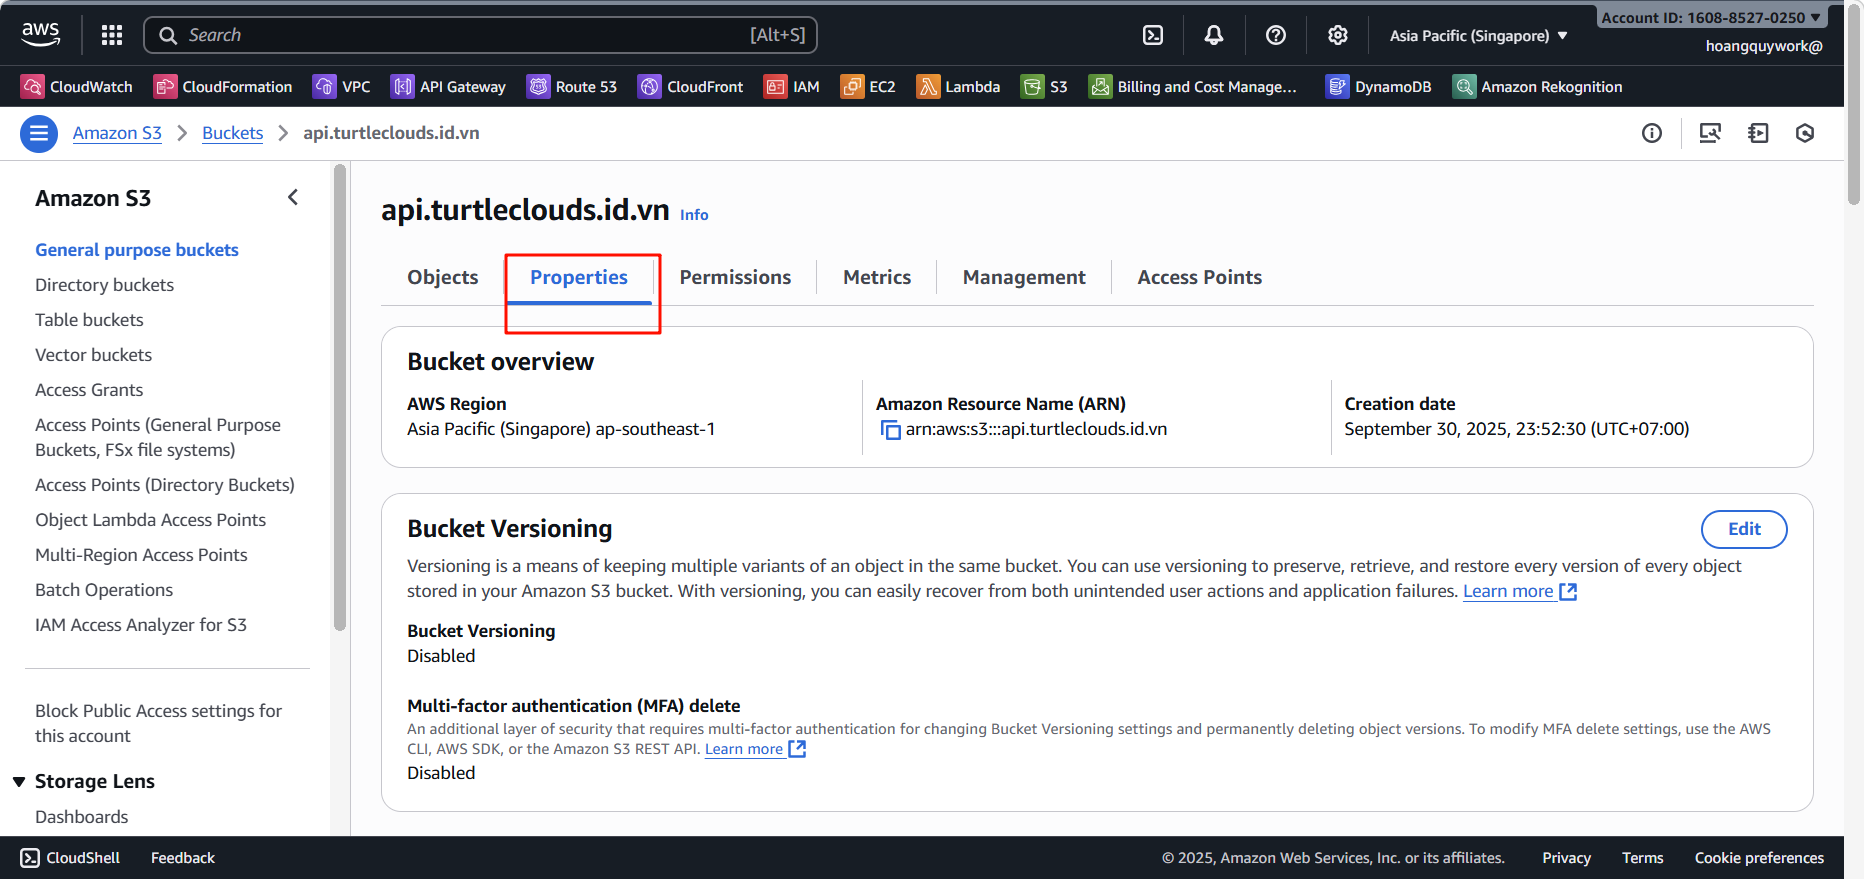 aws
Search
[Alt+S]
Asia Pacific (Singapore)
Account ID: 1608-8527-0250
hoangquywork@
CloudWatch
CloudFormation
VPC
API Gateway
Route 53
CloudFront
IAM
EC2
Lambda
S3
Billing and Cost Manage...
DynamoDB
Amazon Rekognition
Amazon S3
Buckets
api.turtleclouds.id.vn
Amazon S3
General purpose buckets
Directory buckets
Table buckets
Vector buckets
Access Grants
Access Points (General Purpose
Buckets, FSx file systems)
Access Points (Directory Buckets)
Object Lambda Access Points
Multi-Region Access Points
Batch Operations
IAM Access Analyzer for S3
Block Public Access settings for
this account
Storage Lens
Dashboards
api.turtleclouds.id.vn Info
Objects
Properties
Permissions
Metrics
Management
Access Points
Bucket overview
AWS Region
Asia Pacific (Singapore) ap-southeast-1
Amazon Resource Name (ARN)
arn:aws:s3:::api.turtleclouds.id.vn
Creation date
September 30, 2025, 23:52:30 (UTC+07:00)
Bucket Versioning
Edit
Versioning is a means of keeping multiple variants of an object in the same bucket. You can use versioning to preserve, retrieve, and restore every version of every object
stored in your Amazon S3 bucket. With versioning, you can easily recover from both unintended user actions and application failures. Learn more
Bucket Versioning
Disabled
Multi-factor authentication (MFA) delete
An additional layer of security that requires multi-factor authentication for changing Bucket Versioning settings and permanently deleting object versions. To modify MFA delete settings, use the AWS
CLI, AWS SDK, or the Amazon S3 REST API. Learn more
Disabled
CloudShell
Feedback
© 2025, Amazon Web Services, Inc. or its affiliates.
Privacy
Terms
Cookie preferences